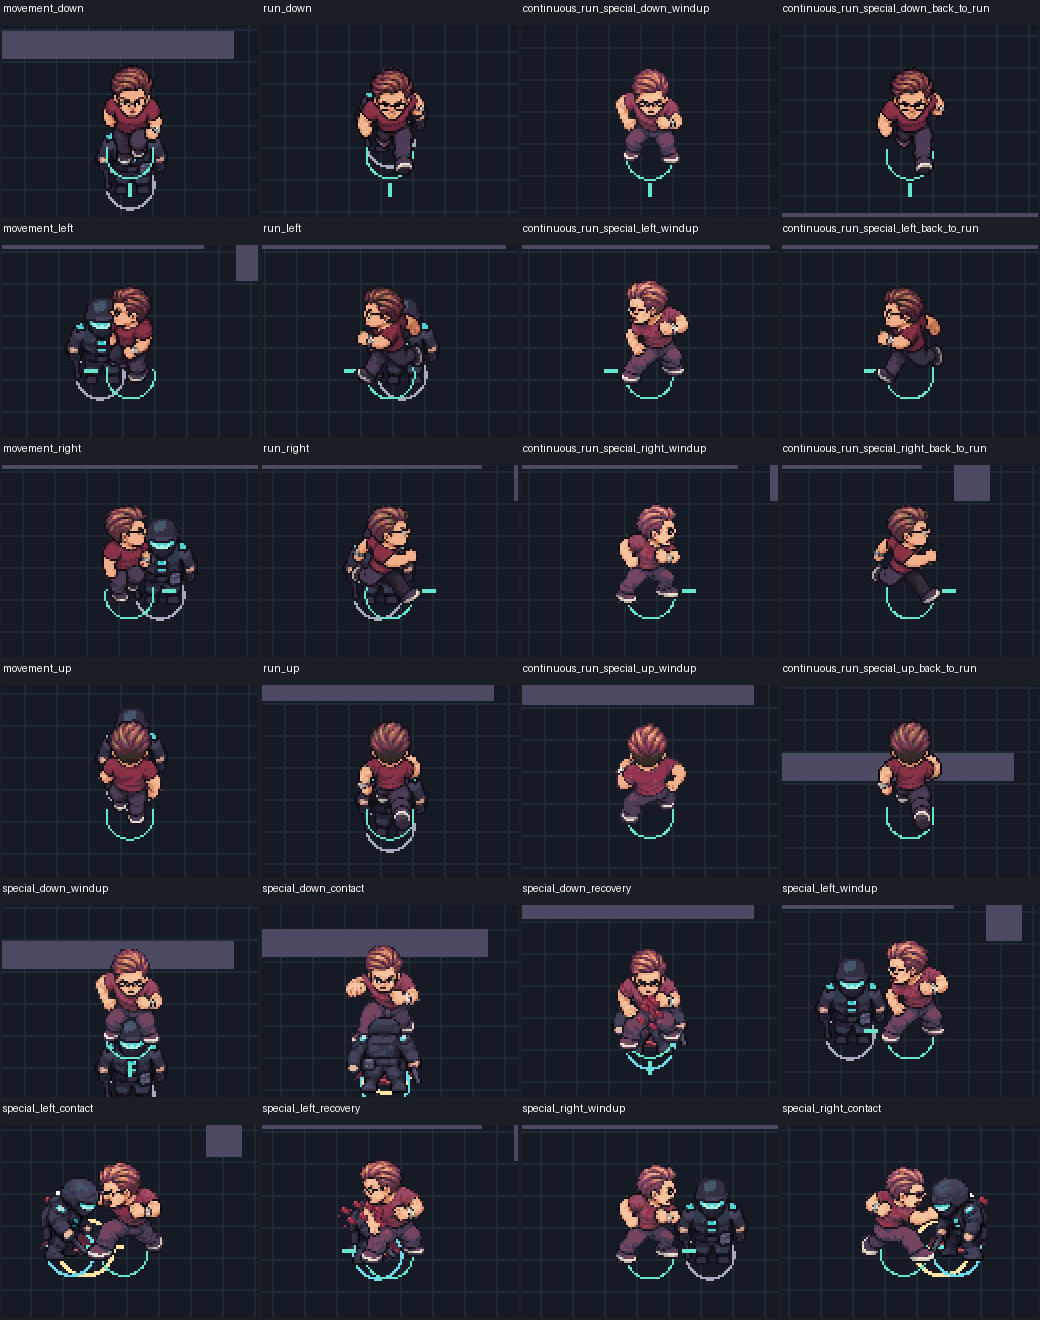 movement_down
run_down
continuous_run_special_down_windup
continuous_run_special_down_back_to_run
movement_left
run_left
continuous_run_special_left_windup
continuous_run_special_left_back_to_run
movement_right
run_right
continuous_run_special_right_windup
continuous_run_special_right_back_to_run
movement_up
run_up
continuous_run_special_up_windup
continuous_run_special_up_back_to_run
special_down_windup
special_down_contact
special_down_recovery
special_left_windup
special_left_contact
special_left_recovery
special_right_windup
special_right_contact